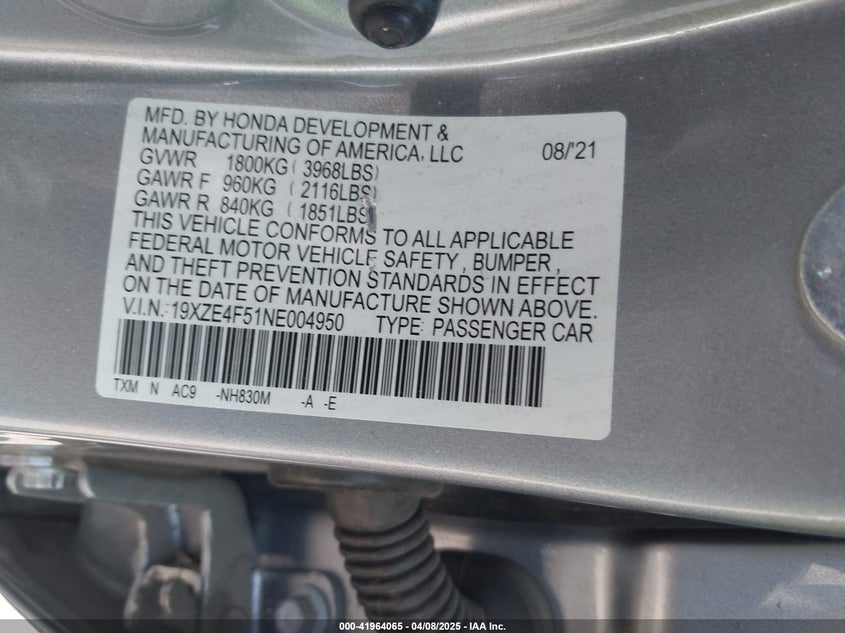 MFD. BY HONDA DEVELOPMENT &
MANUFACTURING OF AMERICA, LLC 08/'21
GVWR 1800KG ( 3968LBS)
GAWR F 960KG ( 2116LBS)
GAWR R 840KG ( 1851LBS)
THIS VEHICLE CONFORMS TO ALL APPLICABLE
FEDERAL MOTOR VEHICLE SAFETY , BUMPER ,
AND THEFT PREVENTION STANDARDS IN EFFECT
ON THE DATE OF MANUFACTURE SHOWN ABOVE.
V.I.N.: 19XZE4F51NE004950 TYPE: PASSENGER CAR
TXM N AC9 -NH830M -A -E
000-41964065 - 04/08/2025 - IAA Inc.